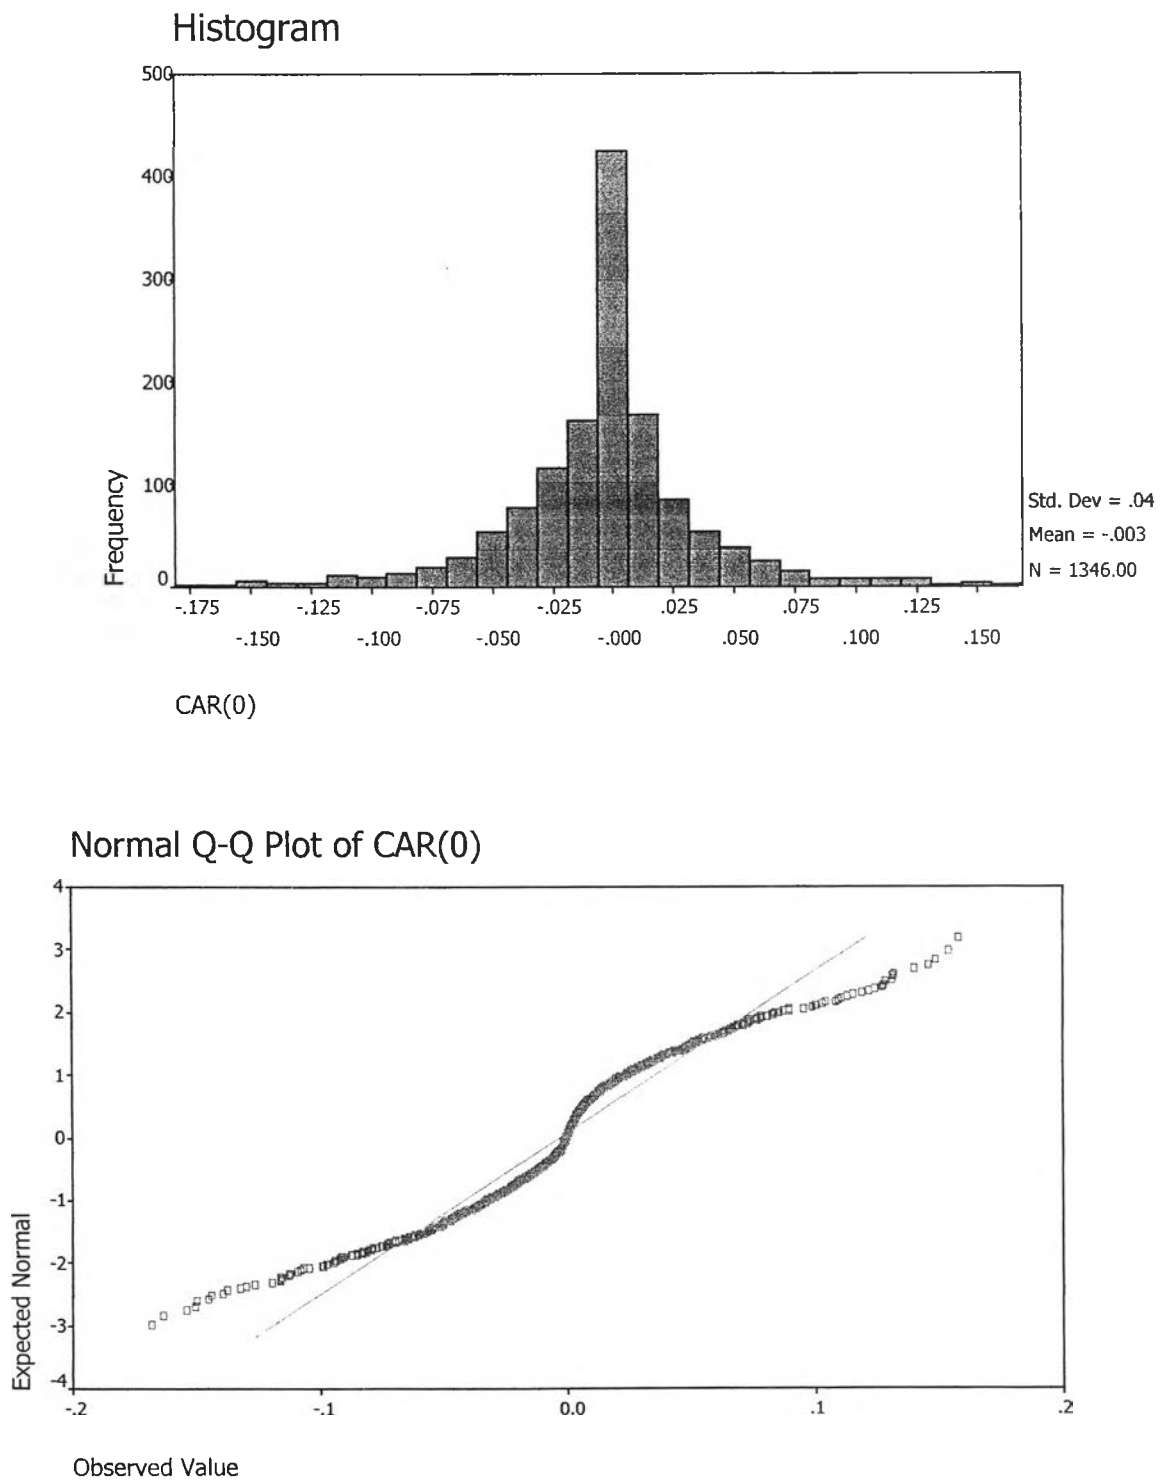 Histogram
500
400
300
200
100
0
Frequency
Std. Dev = .04
Mean = -.003
N = 1346.00
-.175 -.125 -.075 -.025 .025 .075 .125
-.150 -.100 -.050 -.000 .050 .100 .150
CAR(0)
Normal Q-Q Plot of CAR(0)
4
3
2
1
0
-1
-2
-3
-4
Expected Normal
-.2 -.1 0.0 .1 .2
Observed Value